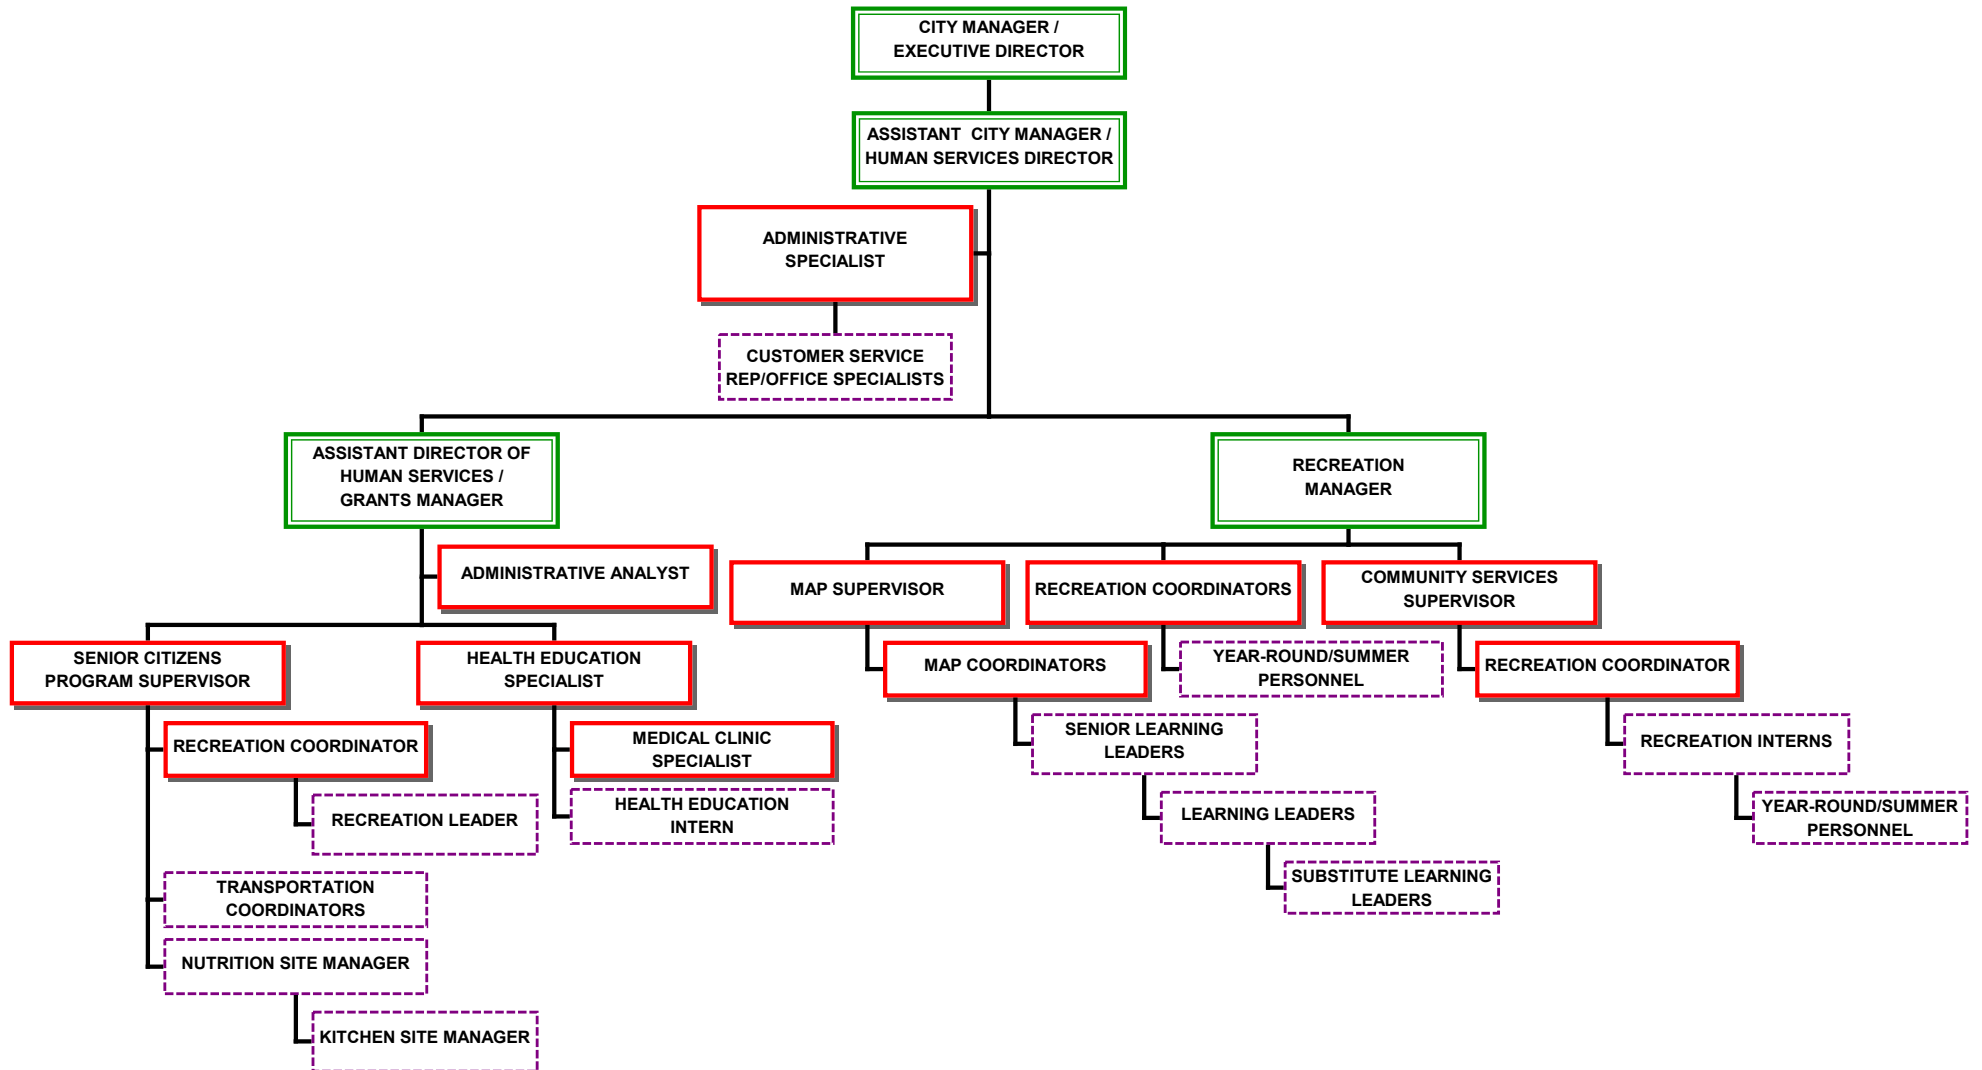 CITY MANAGER /
EXECUTIVE DIRECTOR
ASSISTANT CITY MANAGER /
HUMAN SERVICES DIRECTOR
ADMINISTRATIVE
SPECIALIST
CUSTOMER SERVICE
REP/OFFICE SPECIALISTS
ASSISTANT DIRECTOR OF
HUMAN SERVICES /
GRANTS MANAGER
RECREATION
MANAGER
ADMINISTRATIVE ANALYST
MAP SUPERVISOR
RECREATION COORDINATORS
COMMUNITY SERVICES
SUPERVISOR
SENIOR CITIZENS
PROGRAM SUPERVISOR
HEALTH EDUCATION
SPECIALIST
MAP COORDINATORS
YEAR-ROUND/SUMMER
PERSONNEL
RECREATION COORDINATOR
RECREATION COORDINATOR
MEDICAL CLINIC
SPECIALIST
SENIOR LEARNING
LEADERS
RECREATION INTERNS
RECREATION LEADER
HEALTH EDUCATION
INTERN
LEARNING LEADERS
YEAR-ROUND/SUMMER
PERSONNEL
SUBSTITUTE LEARNING
LEADERS
TRANSPORTATION
COORDINATORS
NUTRITION SITE MANAGER
KITCHEN SITE MANAGER